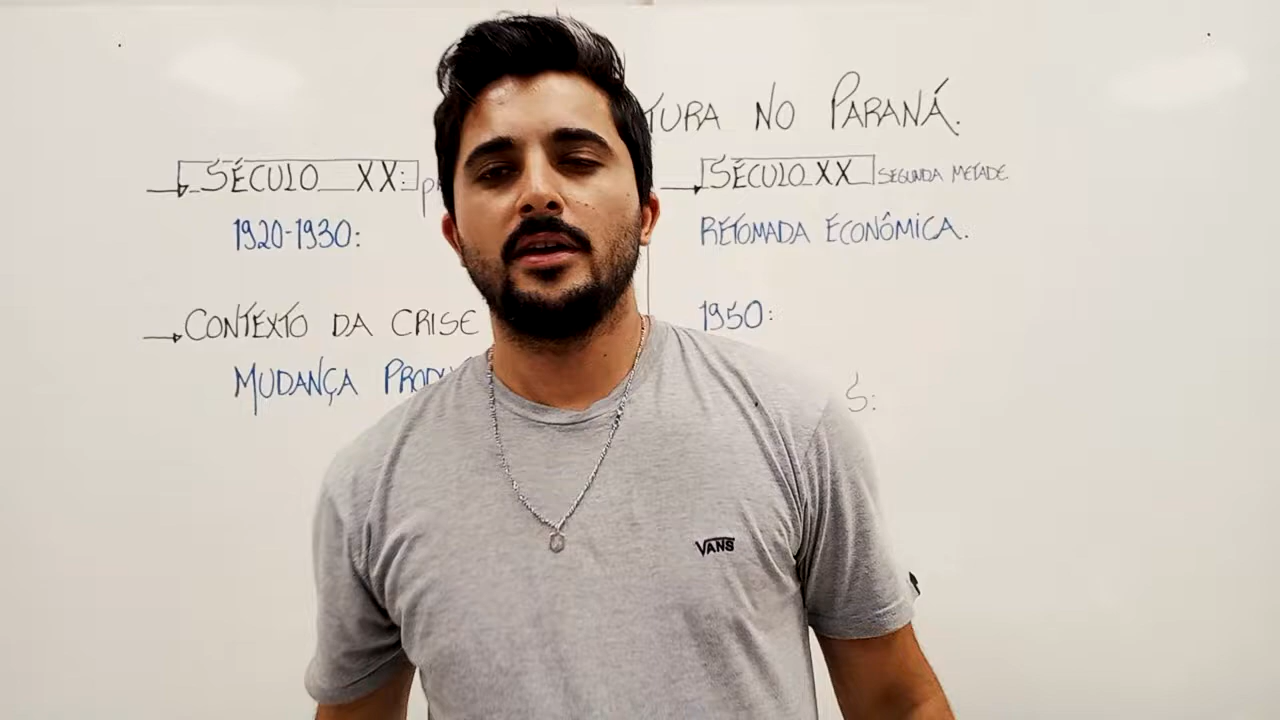 TURA NO PARANÁ.
SÉCULO XX:
1920-1930:
CONTEXTO DA CRISE
MUDANÇA
SÉCULO XX SEGUNDA METADE
RETOMADA ECONÔMICA.
1950:
VANS